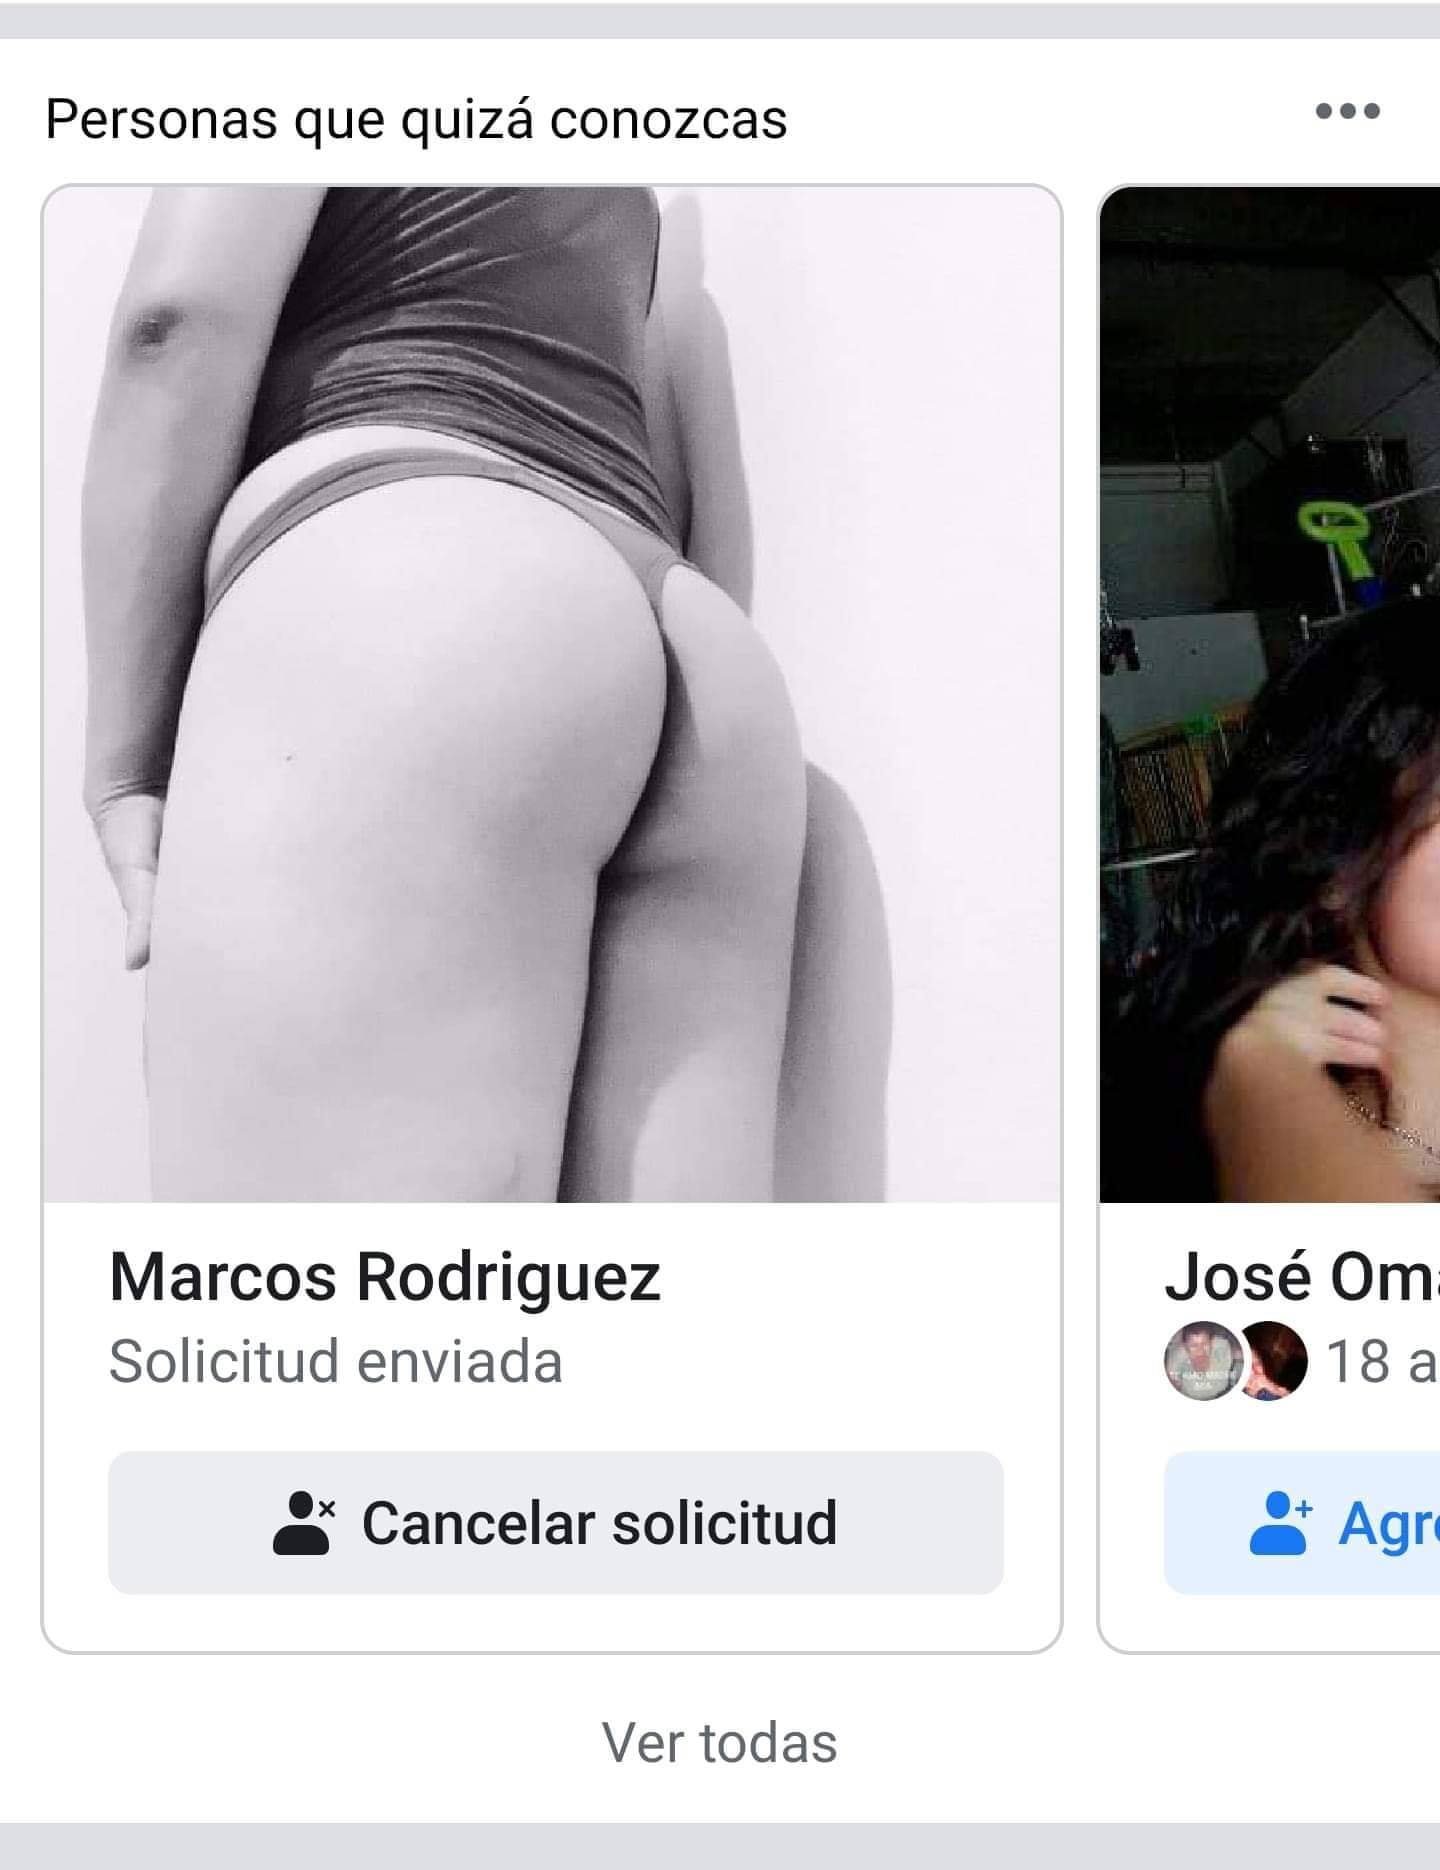 Personas que quizá conozcas
Marcos Rodriguez
Solicitud enviada
Cancelar solicitud
José Om
18 a
Agr
Ver todas